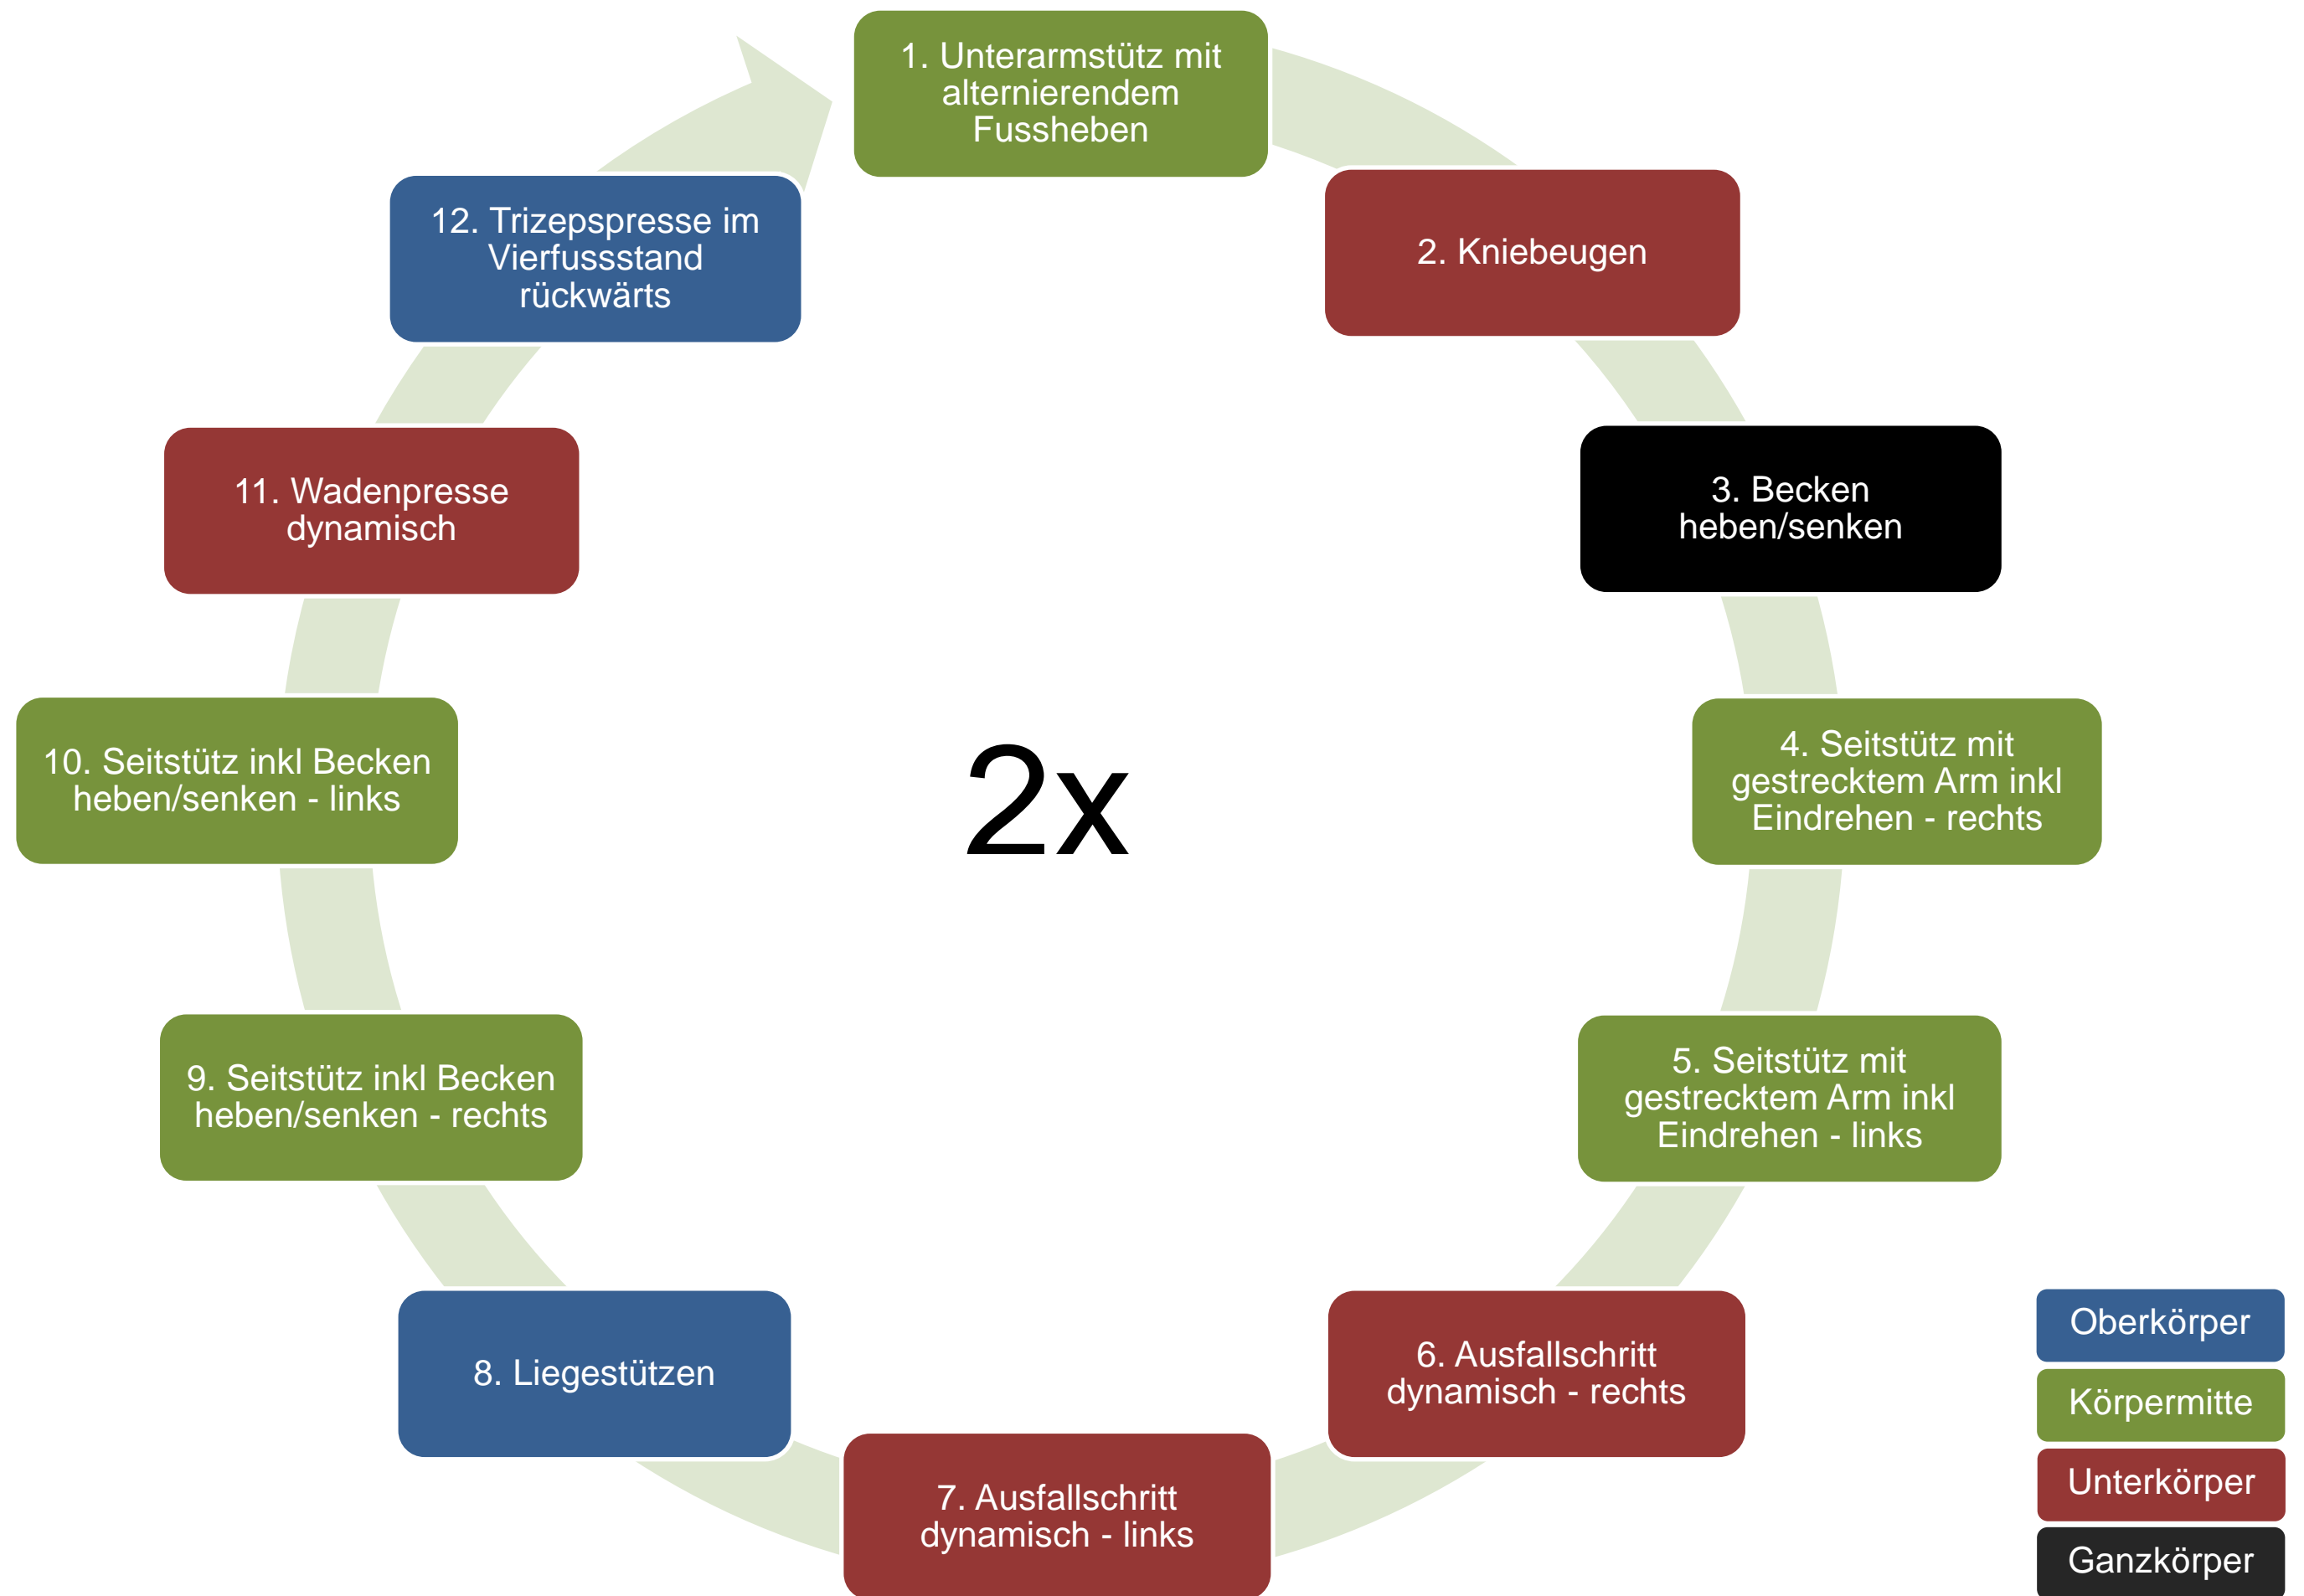 1. Unterarmstütz mit
alternierendem
Fussheben
2. Kniebeugen
3. Becken
heben/senken
4. Seitstütz mit
gestrecktem Arm inkl
Eindrehen - rechts
5. Seitstütz mit
gestrecktem Arm inkl
Eindrehen - links
6. Ausfallschritt
dynamisch - rechts
7. Ausfallschritt
dynamisch - links
8. Liegestützen
9. Seitstütz inkl Becken
heben/senken - rechts
10. Seitstütz inkl Becken
heben/senken - links
11. Wadenpresse
dynamisch
12. Trizepspresse im
Vierfussstand
rückwärts
2x
Oberkörper
Körpermitte
Unterkörper
Ganzkörper